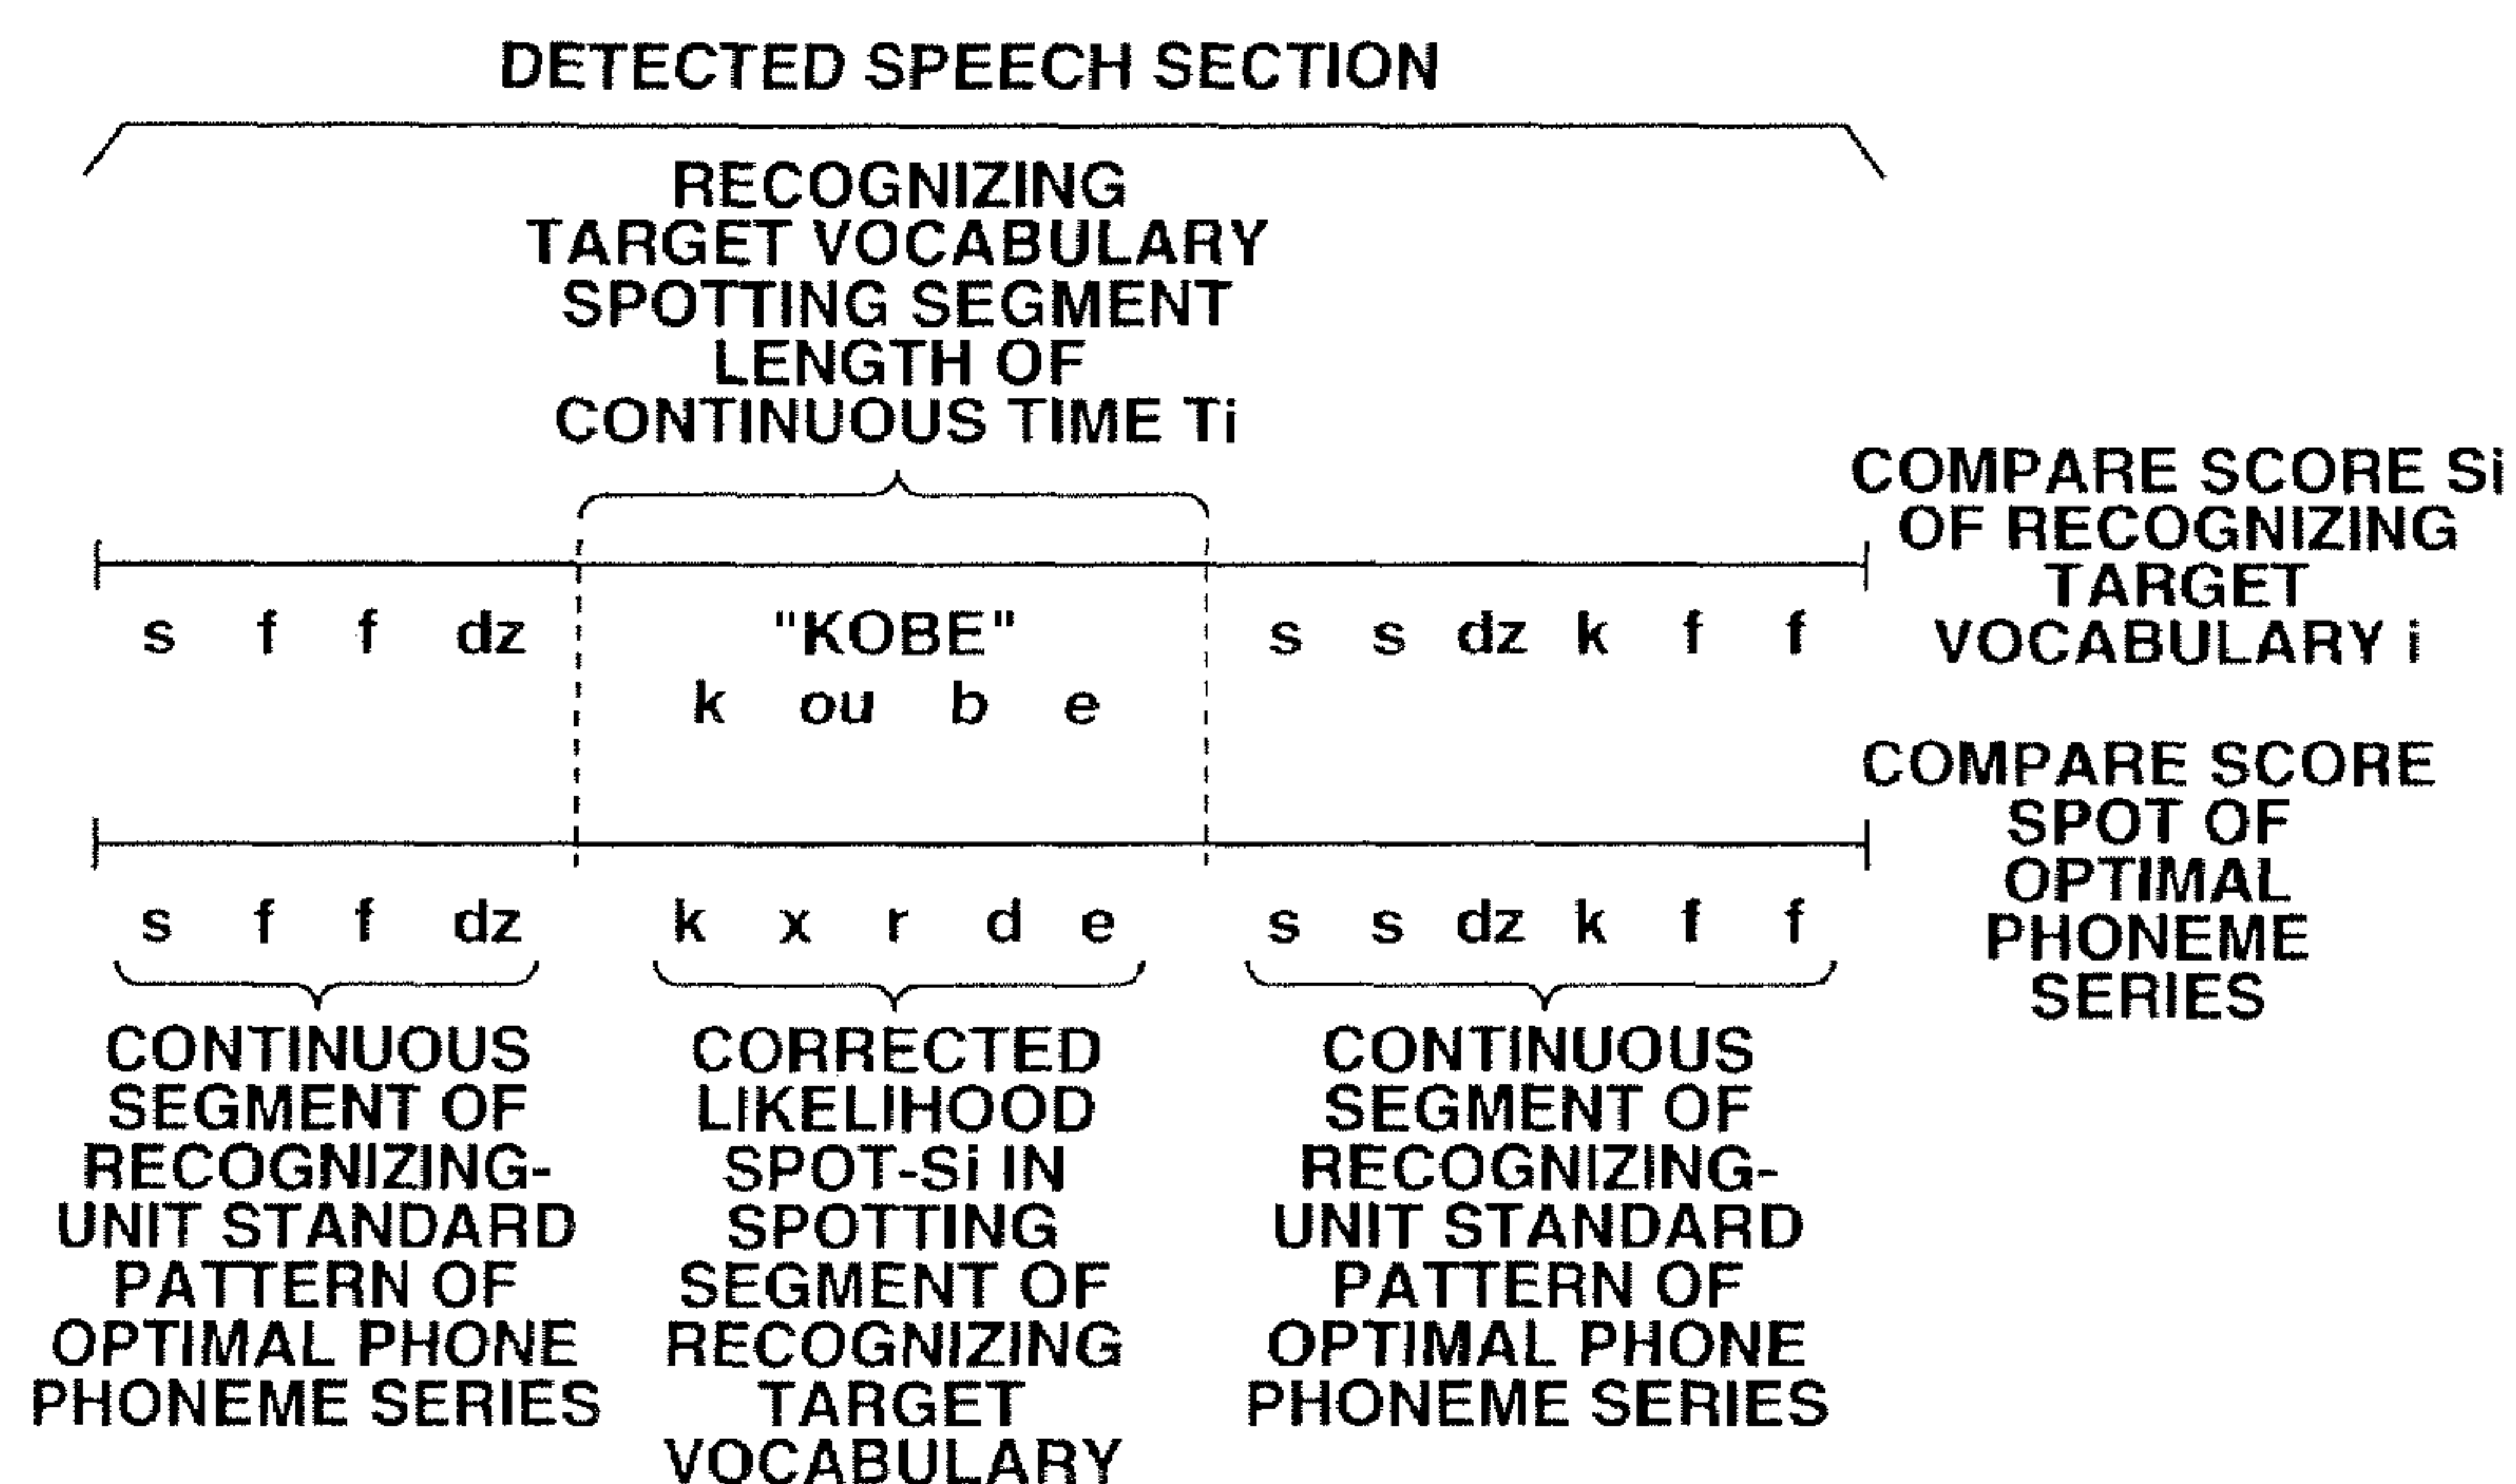 DETECTED SPEECH SECTION
RECOGNIZING
TARGET VOCABULARY
SPOTTING SEGMENT
LENGTH OF
CONTINUOUS TIME Ti
COMPARE SCORE Si
OF RECOGNIZING
TARGET
VOCABULARY i
s f f dz "KOBE" s s dz k f f
k ou b e
COMPARE SCORE
SPOT OF
OPTIMAL
PHONEME
SERIES
s f f dz k x r d e s s dz k f f
CONTINUOUS
SEGMENT OF
RECOGNIZING-
UNIT STANDARD
PATTERN OF
OPTIMAL PHONE
PHONEME SERIES
CORRECTED
LIKELIHOOD
SPOT-Si IN
SPOTTING
SEGMENT OF
RECOGNIZING
TARGET
VOCABULARY
CONTINUOUS
SEGMENT OF
RECOGNIZING-
UNIT STANDARD
PATTERN OF
OPTIMAL PHONE
PHONEME SERIES